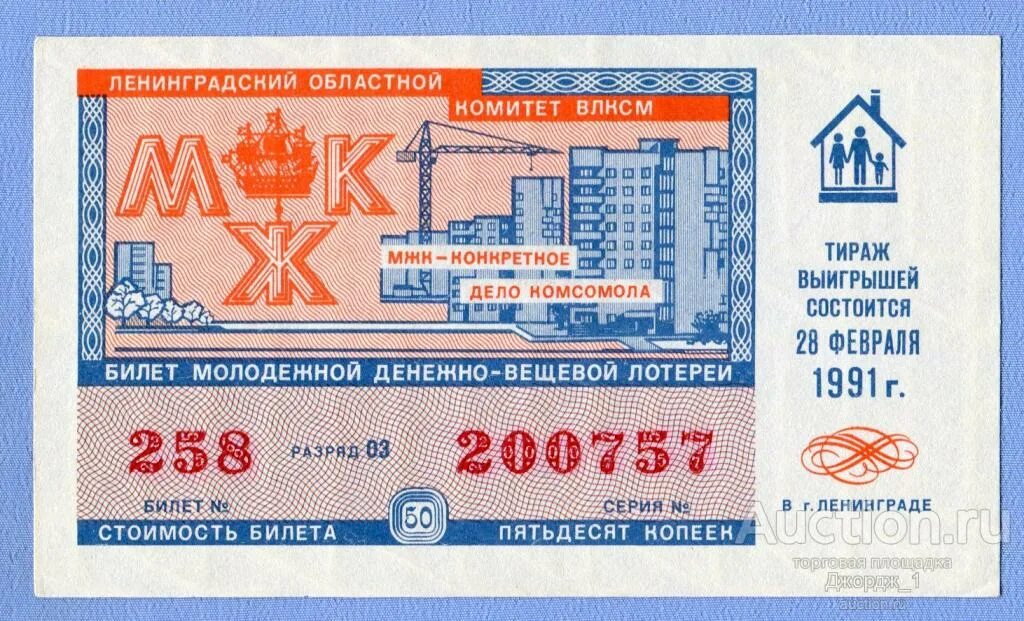 ЛЕНИНГРАДСКИЙ ОБЛАСТНОЙ
КОМИТЕТ ВЛКСМ
МЖК
МЖК – КОНКРЕТНОЕ
ДЕЛО КОМСОМОЛА
БИЛЕТ МОЛОДЕЖНОЙ ДЕНЕЖНО-ВЕЩЕВОЙ ЛОТЕРЕИ
258 РАЗРЯД 03 200757
БИЛЕТ № СЕРИЯ №
50
СТОИМОСТЬ БИЛЕТА ПЯТЬДЕСЯТ КОПЕЕК
ТИРАЖ
ВЫИГРЫШЕЙ
СОСТОИТСЯ
28 ФЕВРАЛЯ
1991 г.
В г. ЛЕНИНГРАДЕ
Auction.ru
торговая площадка
Джордж_1
auction.ru